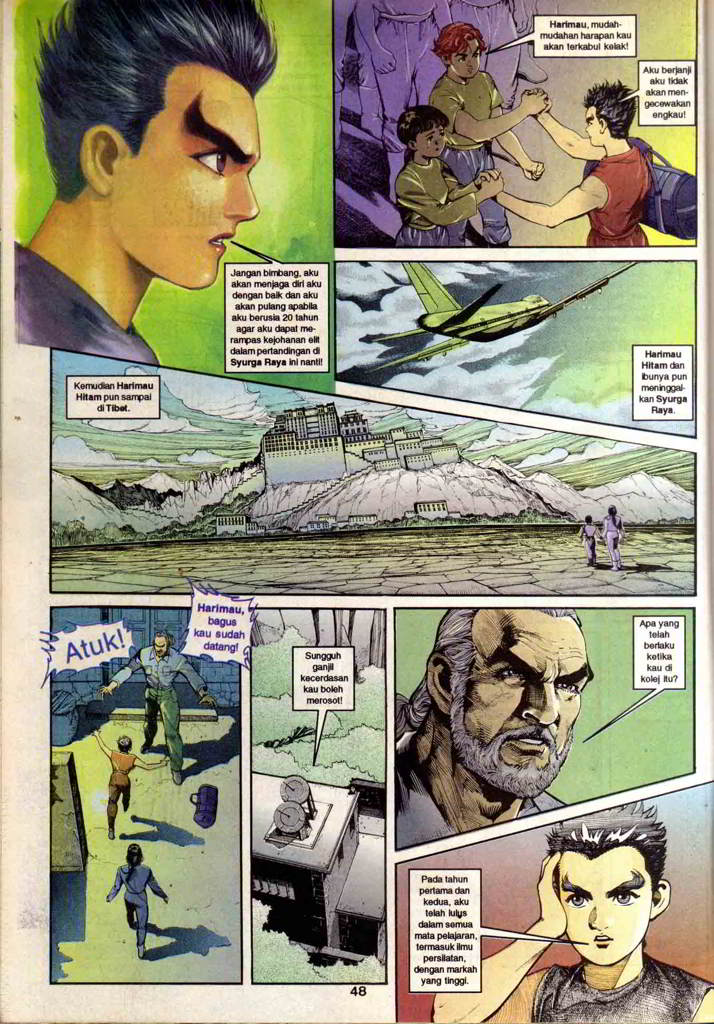 Harimau, mudah-
mudahan harapan kau
akan terkabul kelak!
Aku berjanji
aku tidak
akan men-
gecewakan
engkau!
Jangan bimbang, aku
akan menjaga diri aku
dengan baik dan aku
akan pulang apabila
aku berusia 20 tahun
agar aku dapat me-
rampas kejohanan elit
dalam pertandingan di
Syurga Raya ini nanti!
Harimau
Hitam dan
ibunya pun
meninggal-
kan Syurga
Raya.
Kemudian Harimau
Hitam pun sampai
di Tibet.
Atuk!
Harimau,
bagus
kau sudah
datang!
Sungguh
ganjil
kecerdasan
kau boleh
merosot!
Apa yang
telah
berlaku
ketika
kau di
kolej itu?
Pada tahun
pertama dan
kedua, aku
telah lulus
dalam semua
mata pelajaran,
termasuk ilmu
persilatan,
dengan markah
yang tinggi.
48